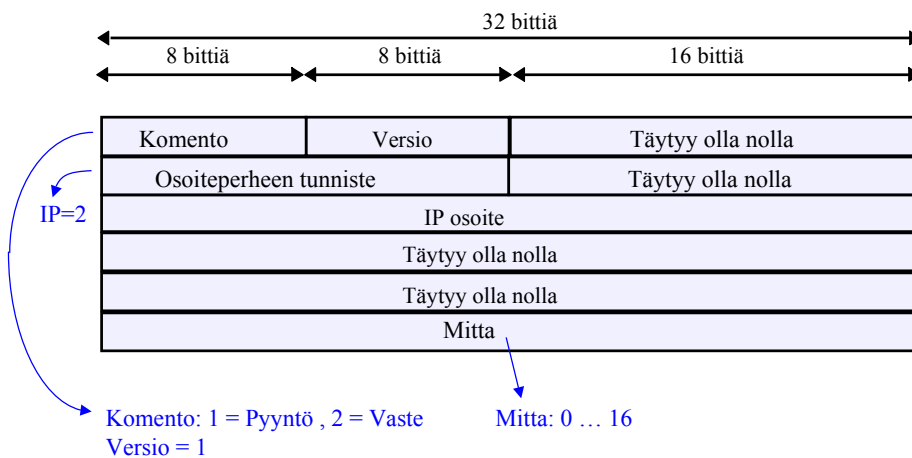 32 bittiä
8 bittiä 8 bittiä 16 bittiä
Komento Versio Täytyy olla nolla
Osoiteperheen tunniste Täytyy olla nolla
IP=2
IP osoite
Täytyy olla nolla
Täytyy olla nolla
Mitta
Komento: 1 = Pyyntö , 2 = Vaste Mitta: 0 … 16
Versio = 1